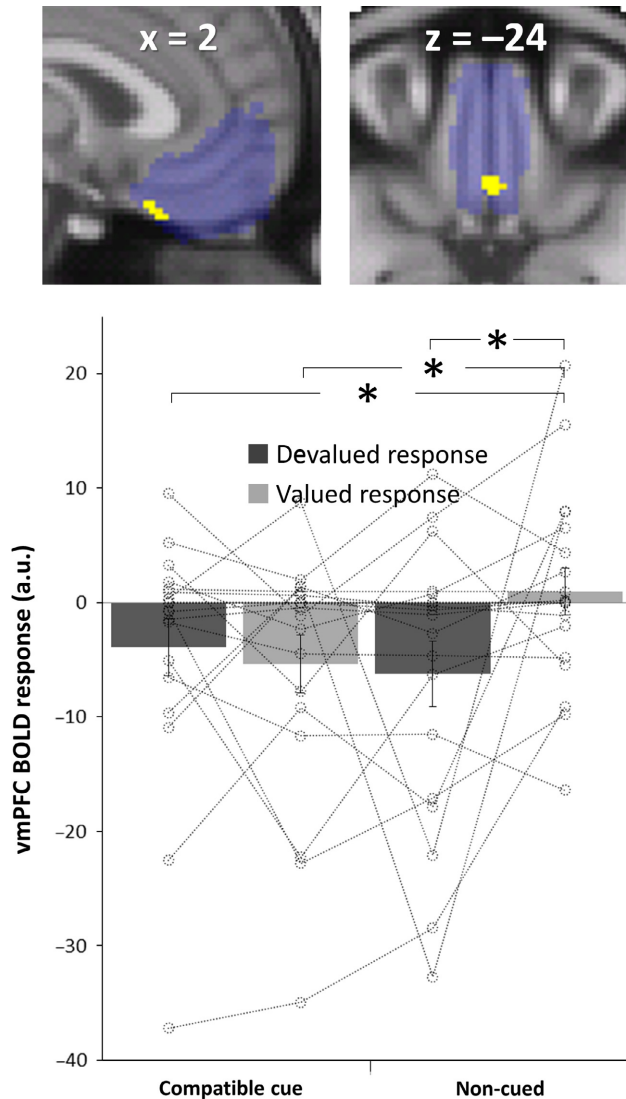 x = 2
z = −24
*
*
*
Devalued response
Valued response
vmPFC BOLD response (a.u.)
20
10
0
−10
−20
−30
−40
Compatible cue
Non-cued